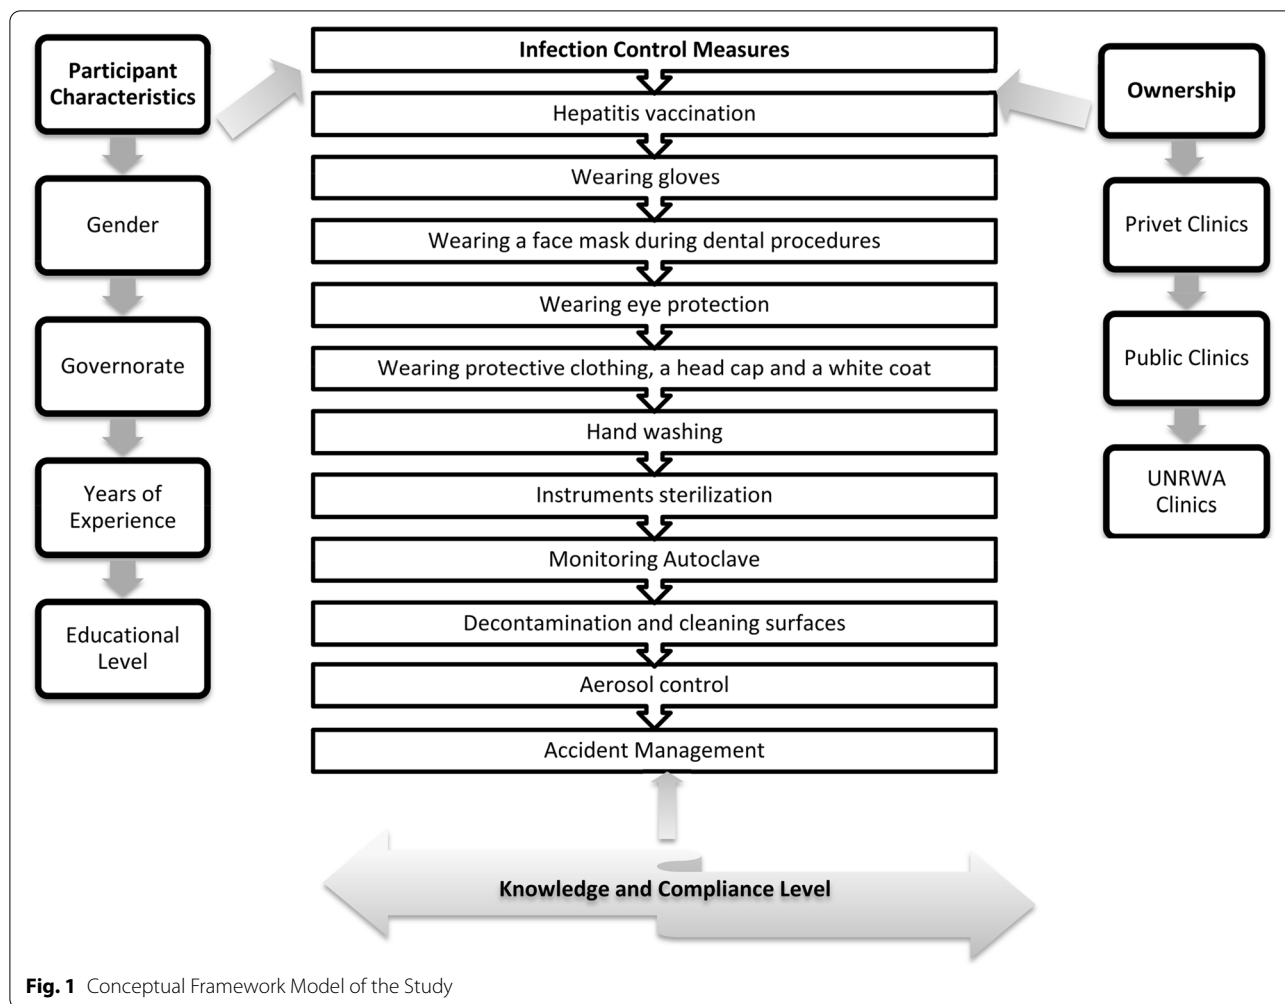 Participant
Characteristics
Gender
Governorate
Years of
Experience
Educational
Level
Infection Control Measures
Hepatitis vaccination
Wearing gloves
Wearing a face mask during dental procedures
Wearing eye protection
Wearing protective clothing, a head cap and a white coat
Hand washing
Instruments sterilization
Monitoring Autoclave
Decontamination and cleaning surfaces
Aerosol control
Accident Management
Ownership
Privet Clinics
Public Clinics
UNRWA
Clinics
Knowledge and Compliance Level
Fig. 1 Conceptual Framework Model of the Study